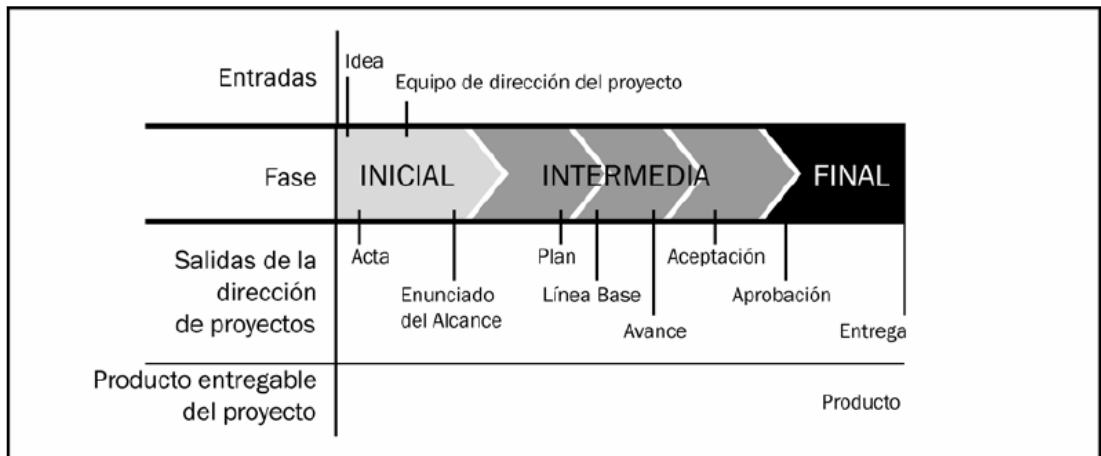 Idea
Entradas
Equipo de dirección del proyecto
Fase
INICIAL
INTERMEDIA
FINAL
Salidas de la
dirección
de proyectos
Acta
Enunciado
del Alcance
Plan
Línea Base
Avance
Aceptación
Aprobación
Entrega
Producto entregable
del proyecto
Producto